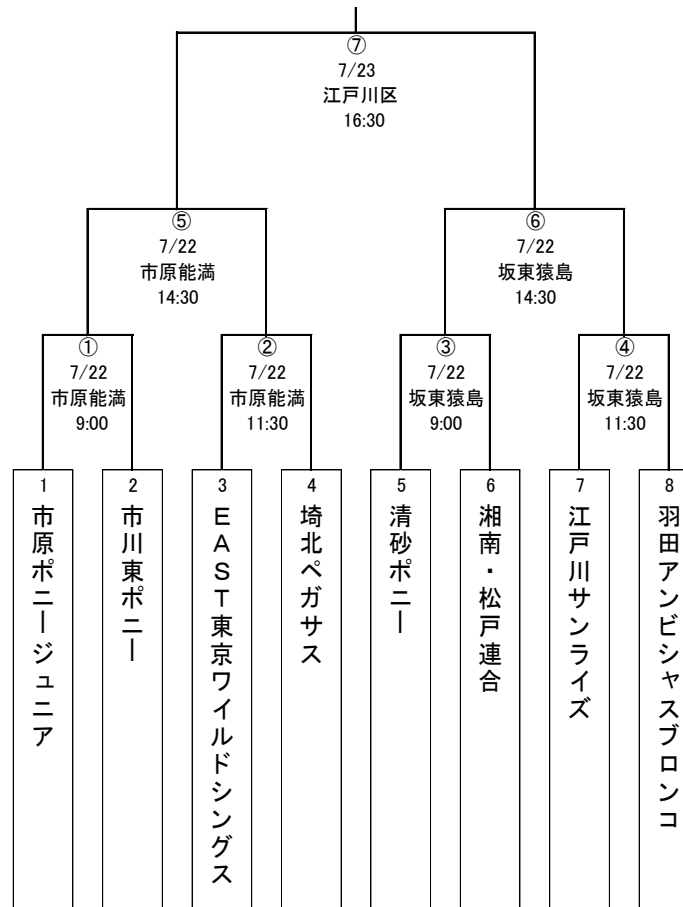 ⑦
7/23
江戸川区
16:30
⑤
7/22
市原能満
14:30
⑥
7/22
坂東猿島
14:30
①
7/22
市原能満
9:00
②
7/22
市原能満
11:30
③
7/22
坂東猿島
9:00
④
7/22
坂東猿島
11:30
1
市原ポニージュニア
2
市川東ポニー
3
EAST東京ワイルドシングス
4
埼北ペガサス
5
清砂ポニー
6
湘南・松戸連合
7
江戸川サンライズ
8
羽田アンビシャスブロンコ